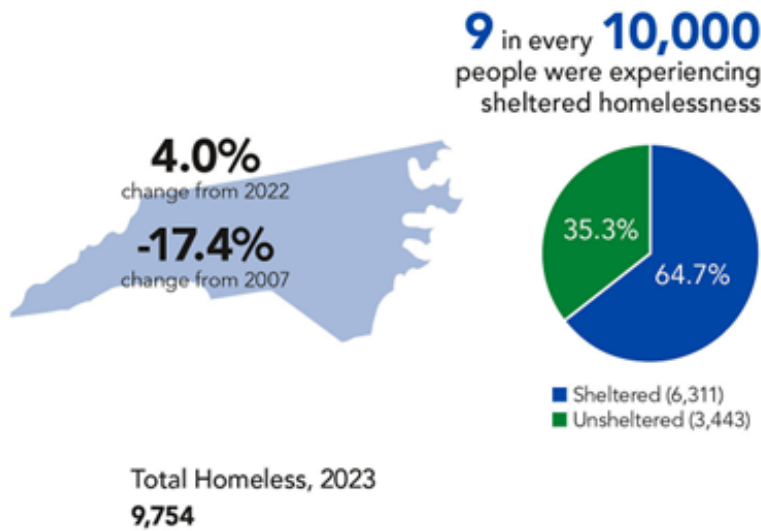 9 in every 10,000
people were experiencing
sheltered homelessness
4.0%
change from 2022
-17.4%
change from 2007
35.3%
64.7%
Sheltered (6,311)
Unsheltered (3,443)
Total Homeless, 2023
9,754